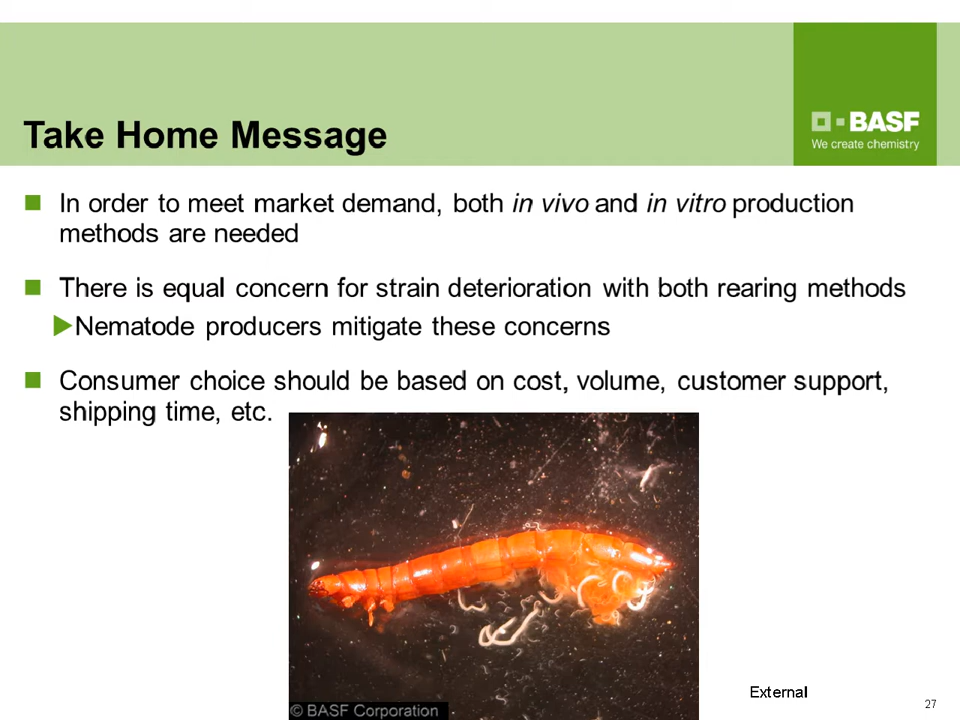 BASF
We create chemistry
Take Home Message
In order to meet market demand, both in vivo and in vitro production
methods are needed
There is equal concern for strain deterioration with both rearing methods
Nematode producers mitigate these concerns
Consumer choice should be based on cost, volume, customer support,
shipping time, etc.
© BASF Corporation
External
27